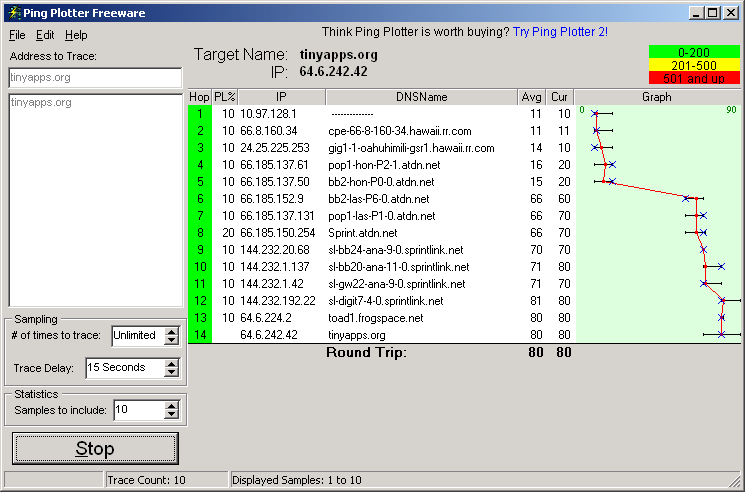 Ping Plotter Freeware
File Edit Help
Think Ping Plotter is worth buying? Try Ping Plotter 2!
Address to Trace:
tinyapps.org
tinyapps.org
Target Name: tinyapps.org
IP: 64.6.242.42
0-200
201-500
501 and up
Hop PL% IP DNSName Avg Cur Graph
0 90
1 10 10.97.128.1 -------------- 11 10
2 10 66.8.160.34 cpe-66-8-160-34.hawaii.rr.com 11 11
3 10 24.25.225.253 gig1-1-oahuhimili-gsr1.hawaii.rr.com 14 10
4 10 66.185.137.61 pop1-hon-P2-1.atdn.net 16 20
5 10 66.185.137.50 bb2-hon-P0-0.atdn.net 15 20
6 10 66.185.152.9 bb2-las-P6-0.atdn.net 66 60
7 10 66.185.137.131 pop1-las-P1-0.atdn.net 66 70
8 20 66.185.150.254 Sprint.atdn.net 66 70
9 10 144.232.20.68 sl-bb24-ana-9-0.sprintlink.net 70 70
10 10 144.232.1.137 sl-bb20-ana-11-0.sprintlink.net 71 80
11 10 144.232.1.42 sl-gw22-ana-9-0.sprintlink.net 71 70
12 10 144.232.192.22 sl-digit7-4-0.sprintlink.net 81 80
13 10 64.6.224.2 toad1.frogspace.net 80 80
14 64.6.242.42 tinyapps.org 80 80
Round Trip: 80 80
Sampling
# of times to trace: Unlimited
Trace Delay: 15 Seconds
Statistics
Samples to include: 10
Stop
Trace Count: 10
Displayed Samples: 1 to 10